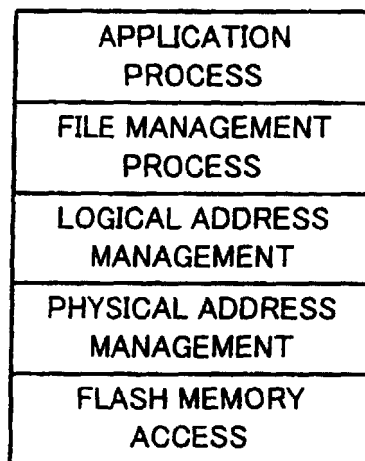 APPLICATION
PROCESS
FILE MANAGEMENT
PROCESS
LOGICAL ADDRESS
MANAGEMENT
PHYSICAL ADDRESS
MANAGEMENT
FLASH MEMORY
ACCESS